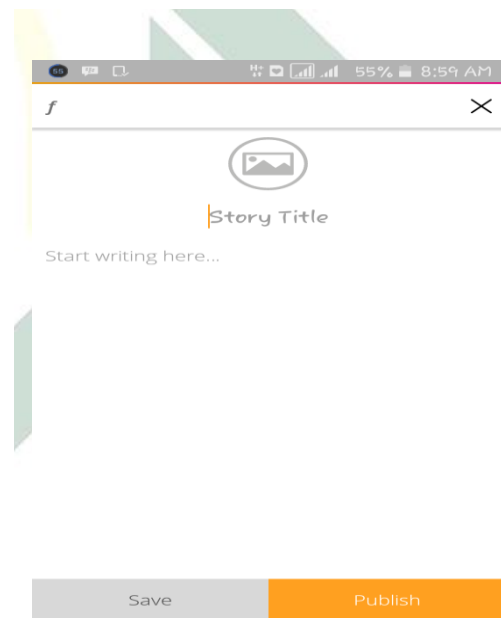 55% 8:59 AM
f
Story Title
Start writing here...
Save Publish